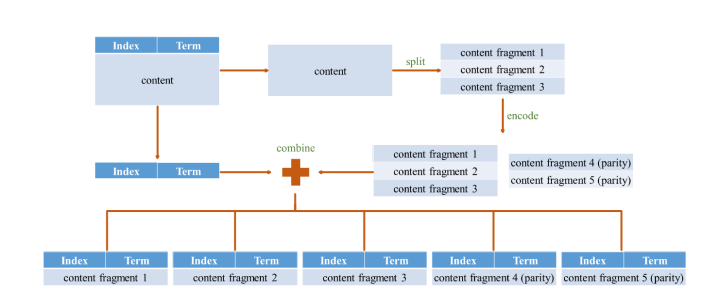 Index Term
content
content
split
content fragment 1
content fragment 2
content fragment 3
encode
combine
Index Term
content fragment 1
content fragment 2
content fragment 3
content fragment 4 (parity)
content fragment 5 (parity)
Index Term Index Term Index Term Index Term Index Term
content fragment 1 content fragment 2 content fragment 3 content fragment 4 (parity) content fragment 5 (parity)